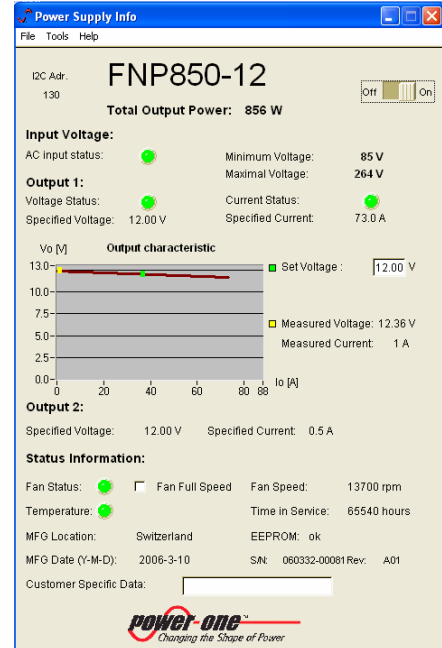 Power Supply Info
File Tools Help
I2C Adr.
130
FNP850-12
Off On
Total Output Power: 856 W
Input Voltage:
AC input status:
Minimum Voltage: 85 V
Maximal Voltage: 264 V
Output 1:
Voltage Status: Current Status:
Specified Voltage: 12.00 V Specified Current: 73.0 A
Vo [V] Output characteristic
13.0
10.0
7.5
5.0
2.5
0.0
0 20 40 60 80 88 Io [A]
Set Voltage : 12.00 V
Measured Voltage: 12.36 V
Measured Current: 1 A
Output 2:
Specified Voltage: 12.00 V Specified Current: 0.5 A
Status Information:
Fan Status: Fan Full Speed Fan Speed: 13700 rpm
Temperature: Time in Service: 65540 hours
MFG Location: Switzerland EEPROM: ok
MFG Date (Y-M-D): 2006-3-10 S/N: 060332-00081 Rev: A01
Customer Specific Data:
power-one™
Changing the Shape of Power